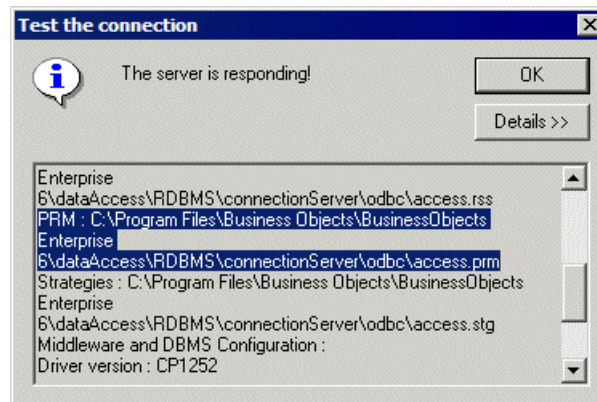 Test the connection
The server is responding!
OK
Details >>
Enterprise
6\dataAccess\RDBMS\connectionServer\odbc\access.rss
PRM : C:\Program Files\Business Objects\BusinessObjects
Enterprise
6\dataAccess\RDBMS\connectionServer\odbc\access.prm
Strategies : C:\Program Files\Business Objects\BusinessObjects
Enterprise
6\dataAccess\RDBMS\connectionServer\odbc\access.stg
Middleware and DBMS Configuration :
Driver version : CP1252